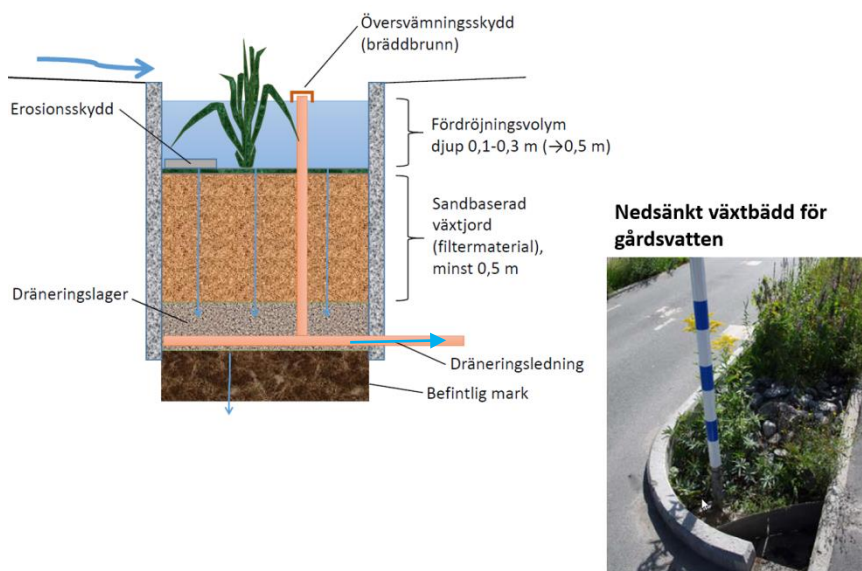 Översvämningsskydd
(bräddbrunn)
Erosionsskydd
Fördröjningsvolym
djup 0,1-0,3 m (→0,5 m)
Sandbaserad
växtjord
(filtermaterial),
minst 0,5 m
Dräneringslager
Dräneringsledning
Befintlig mark
Nedsänkt växtbädd för
gårdsvatten